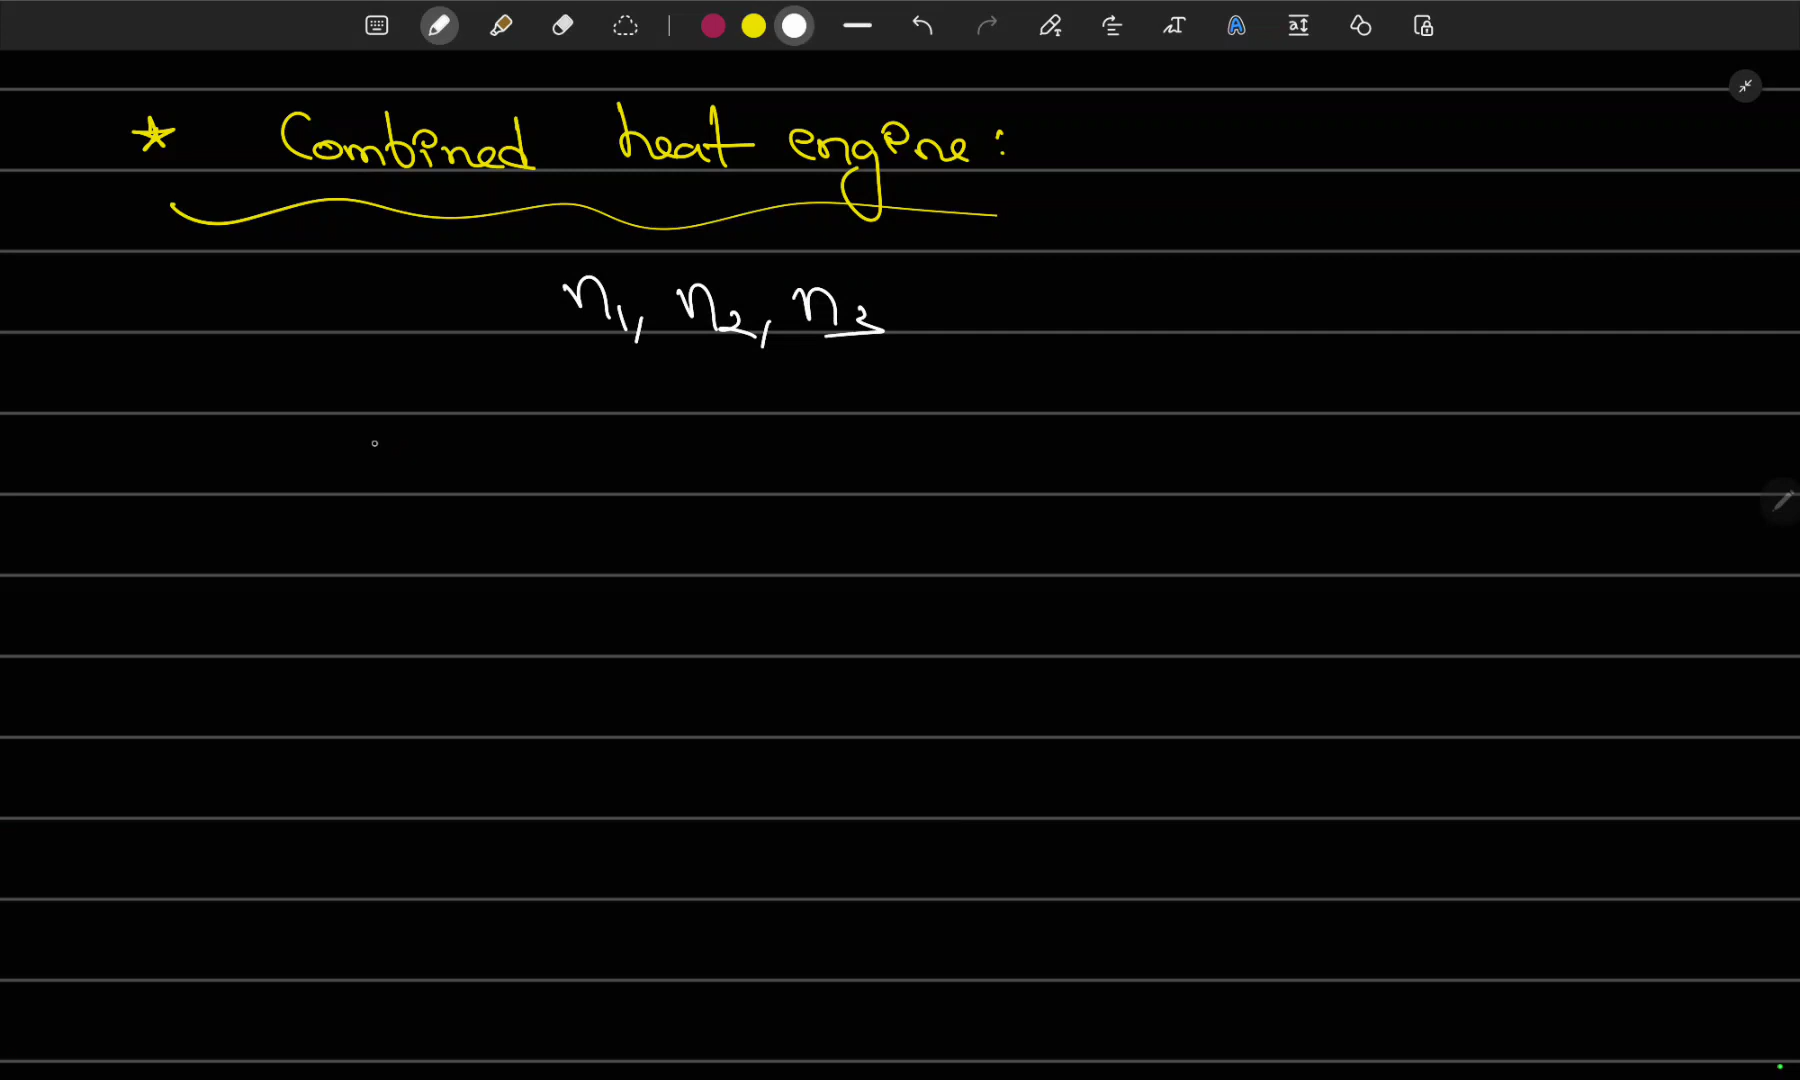 ★ Combined heat engine:
η₁, η₂, η₃